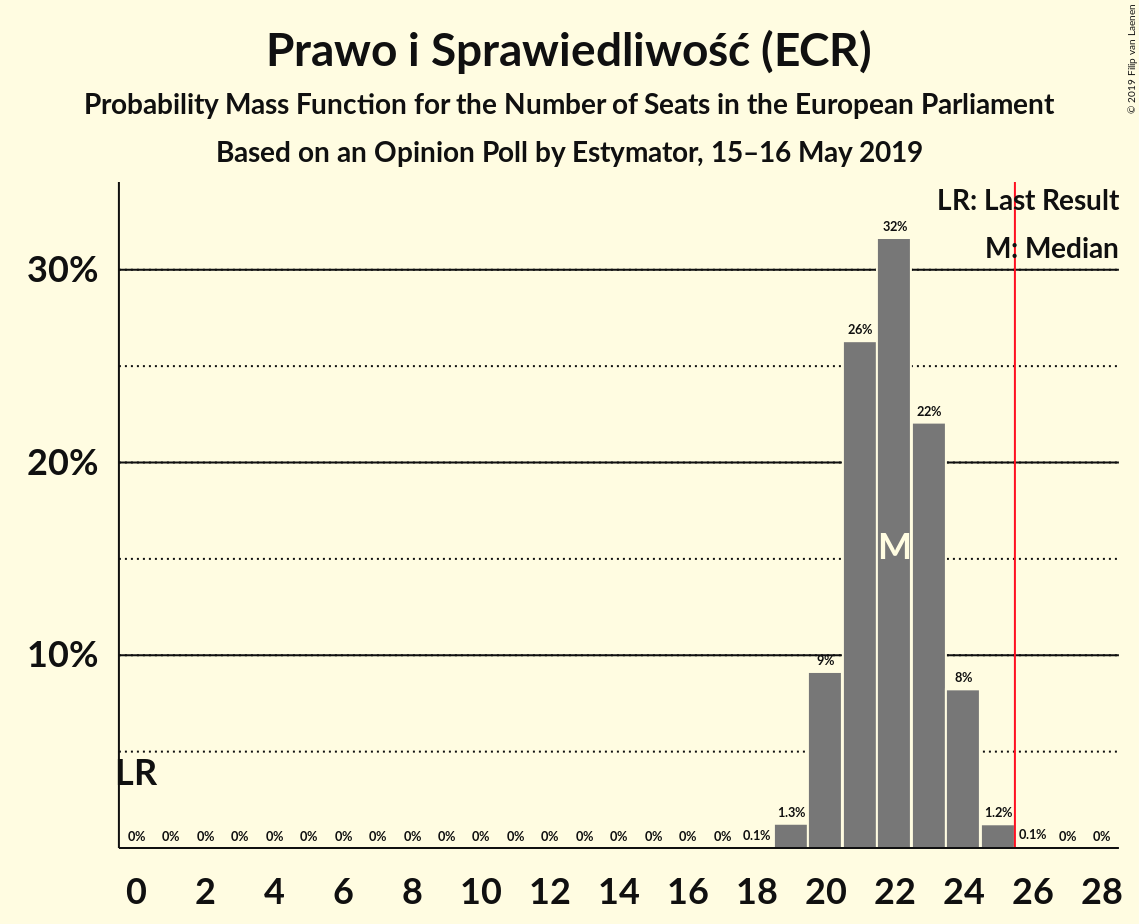 Prawo i Sprawiedliwość (ECR)
Probability Mass Function for the Number of Seats in the European Parliament
Based on an Opinion Poll by Estymator, 15–16 May 2019
© 2019 Filip van Laenen
LR: Last Result
M: Median
32%
30%
26%
22%
20%
M
10%
9%
8%
LR
0% 0% 0% 0% 0% 0% 0% 0% 0% 0% 0% 0% 0% 0% 0% 0% 0% 0% 0.1% 1.3% 1.2% 0.1% 0% 0%
0 2 4 6 8 10 12 14 16 18 20 22 24 26 28